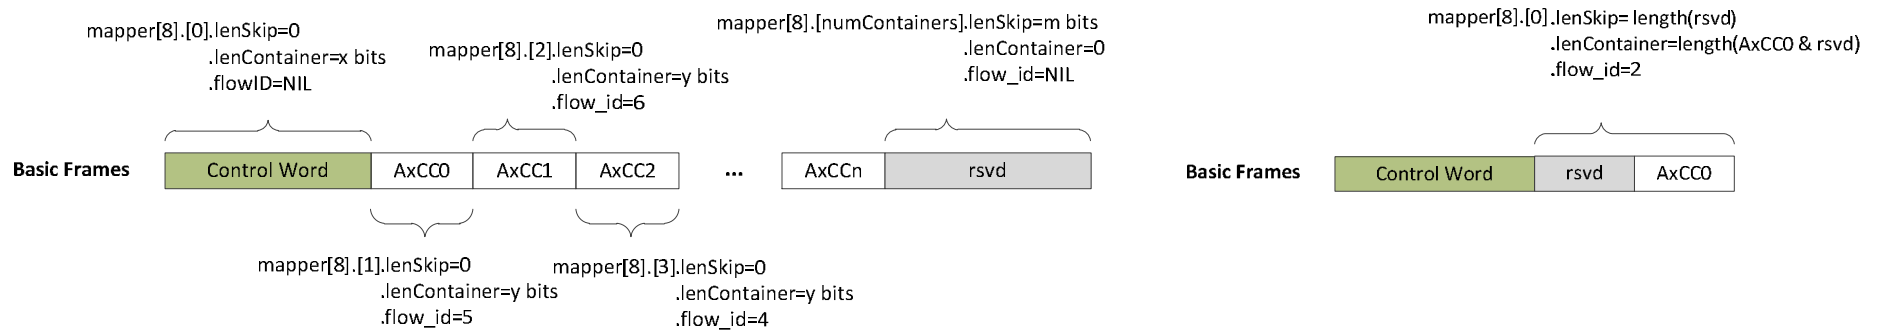 mapper[8].[0].lenSkip=0
.lenContainer=x bits
.flowID=NIL
mapper[8].[2].lenSkip=0
.lenContainer=y bits
.flow_id=6
mapper[8].[numContainers].lenSkip=m bits
.lenContainer=0
.flow_id=NIL
Basic Frames Control Word AxCC0 AxCC1 AxCC2 ... AxCCn rsvd
mapper[8].[1].lenSkip=0
.lenContainer=y bits
.flow_id=5
mapper[8].[3].lenSkip=0
.lenContainer=y bits
.flow_id=4
mapper[8].[0].lenSkip= length(rsvd)
.lenContainer=length(AxCC0 & rsvd)
.flow_id=2
Basic Frames Control Word rsvd AxCC0